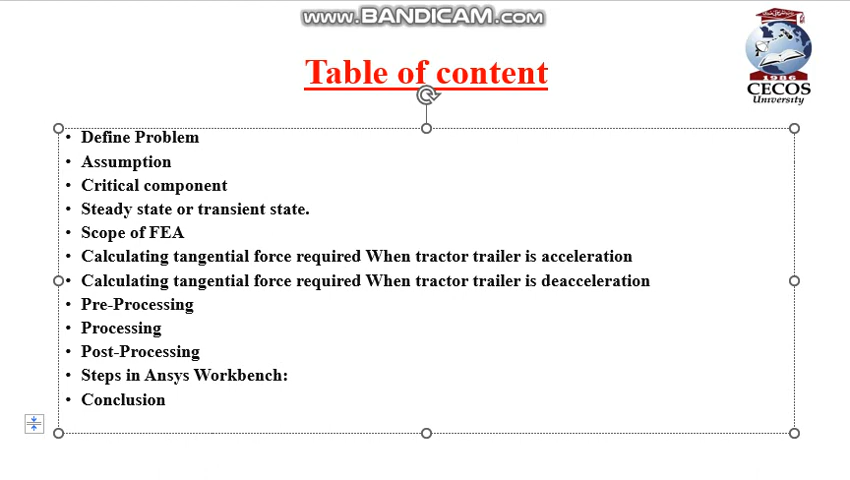 www.BANDICAM.com
Table of content
1986
CECOS
University
• Define Problem
• Assumption
• Critical component
• Steady state or transient state.
• Scope of FEA
• Calculating tangential force required When tractor trailer is acceleration
• Calculating tangential force required When tractor trailer is deacceleration
• Pre-Processing
• Processing
• Post-Processing
• Steps in Ansys Workbench:
• Conclusion